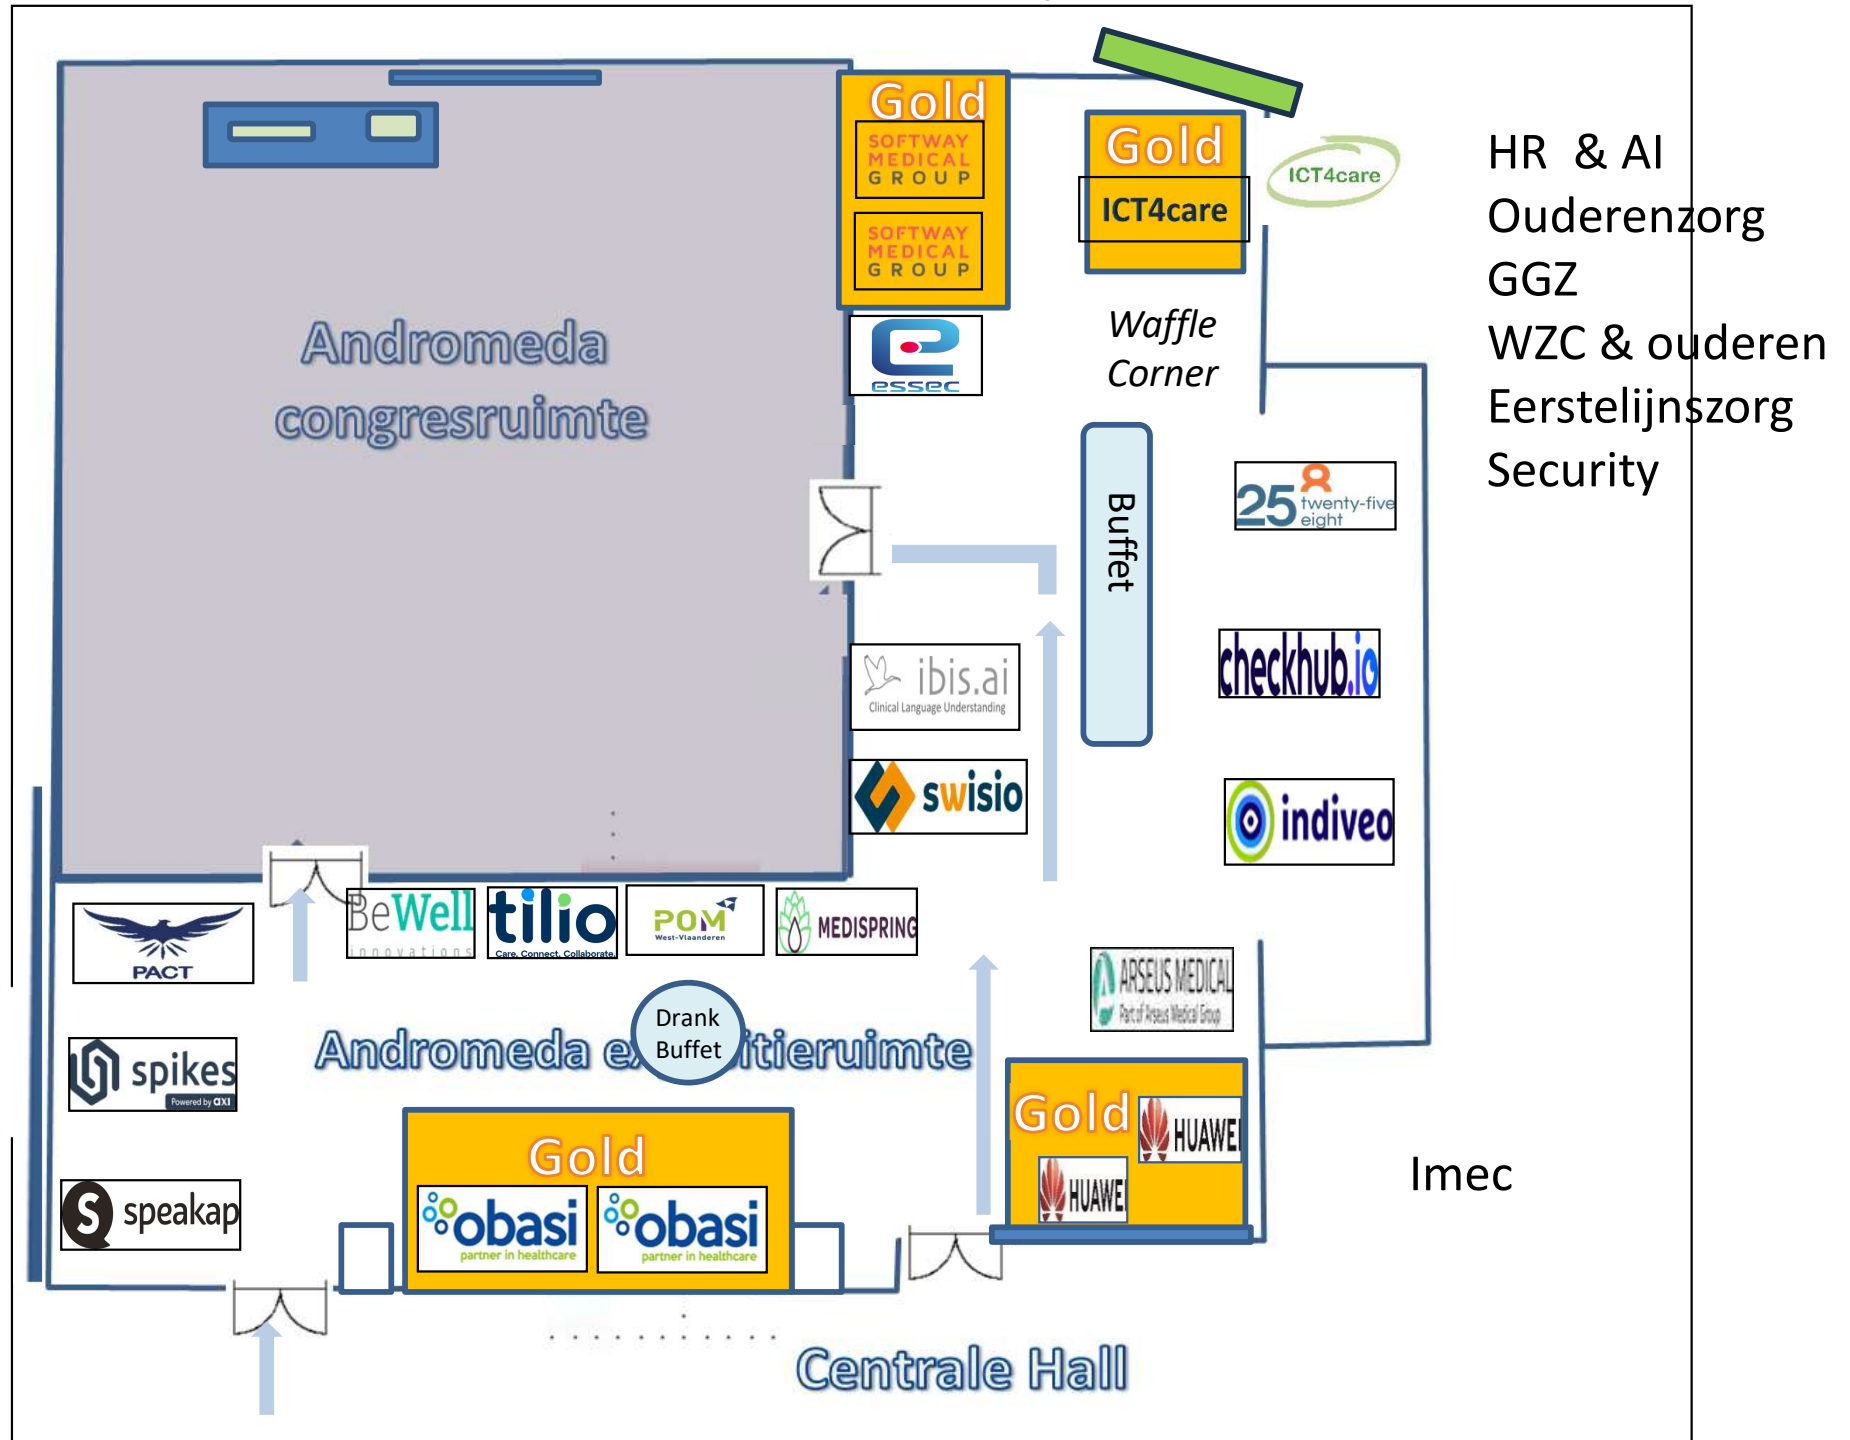 Gold
SOFTWAY
MEDICAL
GROUP
SOFTWAY
MEDICAL
GROUP
Gold
ICT4care
ICT4care
HR & AI
Ouderenzorg
GGZ
WZC & ouderen
Eerstelijnszorg
Security
Andromeda
congresruimte
essec
Waffle
Corner
Buffet
25 8
twenty-five
eight
ibis.ai
Clinical Language Understanding
checkhub.io
swisio
indiveo
PACT
BeWell
innovations
tilio
Care. Connect. Collaborate.
POM
West-Vlaanderen
MEDISPRING
ARSEUS MEDICAL
Part of Arseus Medical Group
Drank
Buffet
Andromeda ex itieruimte
spikes
Powered by axi
speakap
Gold
obasi
partner in healthcare
obasi
partner in healthcare
Gold
HUAWEI
HUAWEI
Imec
Centrale Hall